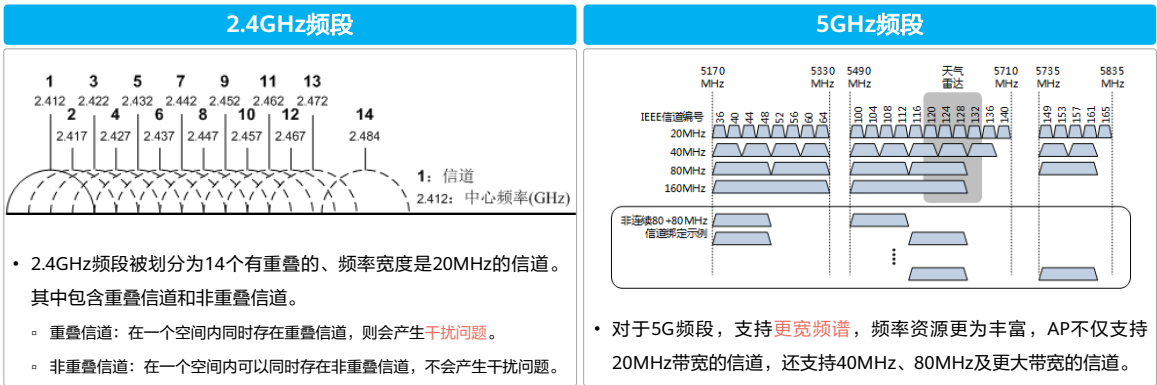 2.4GHz频段
1 3 5 7 9 11 13
2.412 2.422 2.432 2.442 2.452 2.462 2.472
2 4 6 8 10 12 14
2.417 2.427 2.437 2.447 2.457 2.467 2.484
1：信道
2.412：中心频率(GHz)
• 2.4GHz频段被划分为14个有重叠的、频率宽度是20MHz的信道。
其中包含重叠信道和非重叠信道。
▫ 重叠信道：在一个空间内同时存在重叠信道，则会产生干扰问题。
▫ 非重叠信道：在一个空间内可以同时存在非重叠信道，不会产生干扰问题。
5GHz频段
5170 5330 5490 天气 5710 5735 5835
MHz MHz MHz 雷达 MHz MHz MHz
IEEE信道编号 36 40 44 48 52 56 60 64 100 104 108 112 116 120 124 128 132 136 140 149 153 157 161 165
20MHz
40MHz
80MHz
160MHz
非连续80 +80 MHz
信道绑定示例
• 对于5G频段，支持更宽频谱，频率资源更为丰富，AP不仅支持
20MHz带宽的信道，还支持40MHz、80MHz及更大带宽的信道。